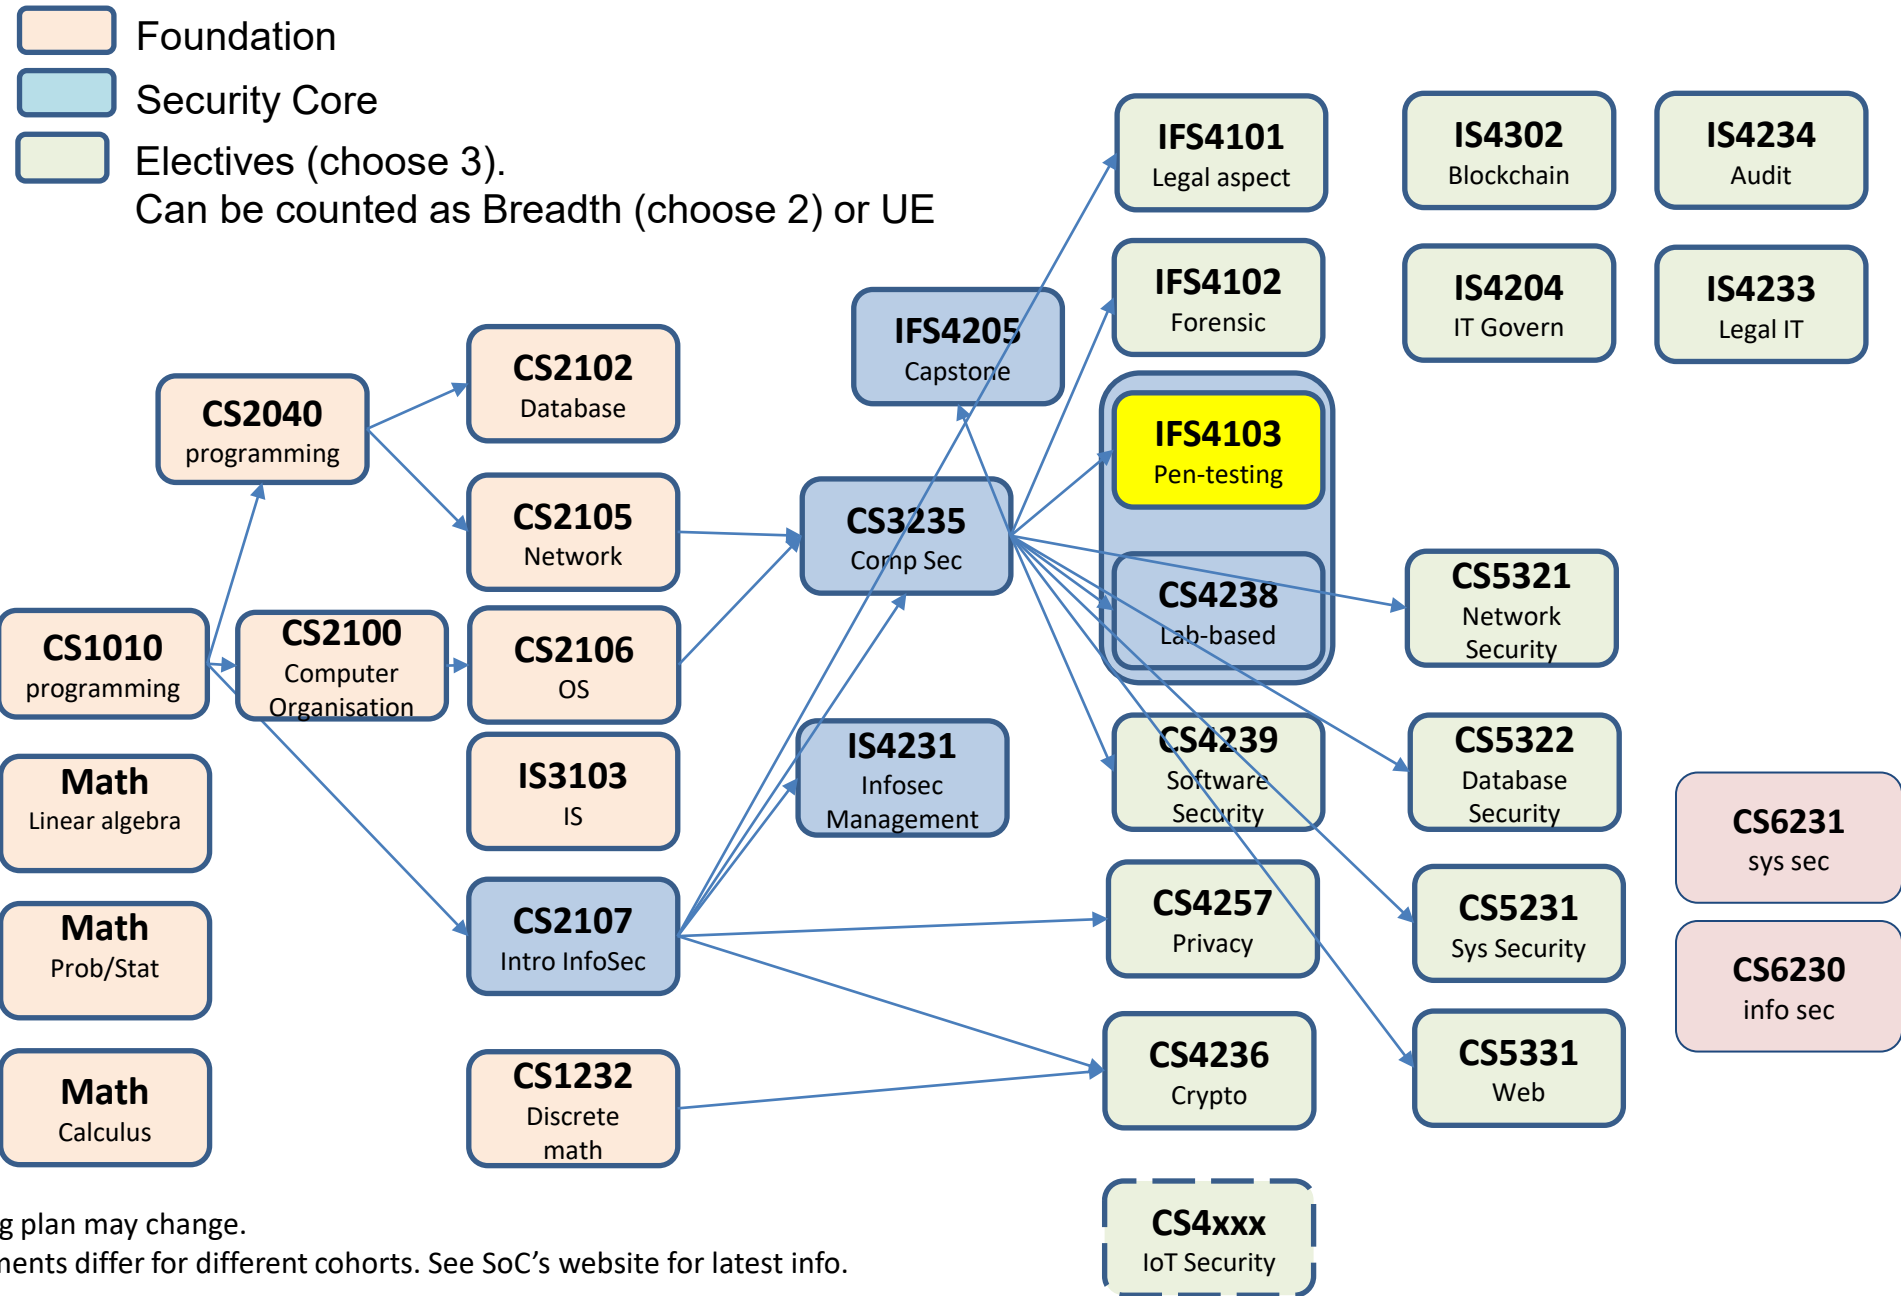 Foundation
Security Core
Electives (choose 3).
Can be counted as Breadth (choose 2) or UE
IFS4101
Legal aspect
IS4302
Blockchain
IS4234
Audit
IFS4102
Forensic
IS4204
IT Govern
IS4233
Legal IT
IFS4205
Capstone
CS2102
Database
CS2040
programming
IFS4103
Pen-testing
CS2105
Network
CS3235
Comp Sec
CS4238
Lab-based
CS5321
Network
Security
CS1010
programming
CS2100
Computer
Organisation
CS2106
OS
IS3103
IS
IS4231
Infosec
Management
CS4239
Software
Security
CS5322
Database
Security
Math
Linear algebra
CS6231
sys sec
Math
Prob/Stat
CS2107
Intro InfoSec
CS4257
Privacy
CS5231
Sys Security
CS6230
info sec
Math
Calculus
CS1232
Discrete
math
CS4236
Crypto
CS5331
Web
CS4xxx
IoT Security
g plan may change.
ments differ for different cohorts. See SoC’s website for latest info.